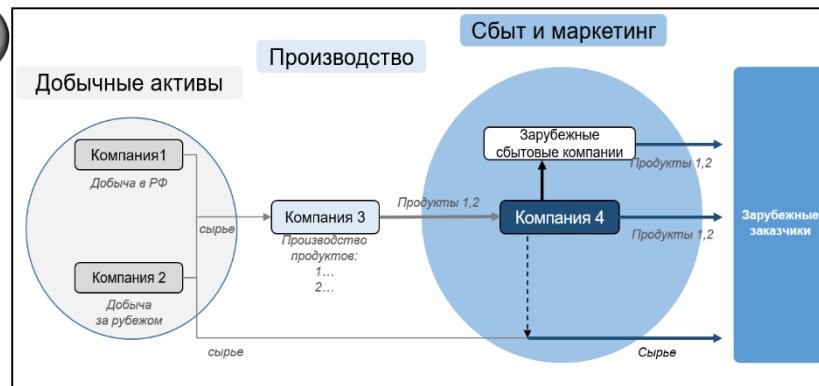 Сбыт и маркетинг
Производство
Добычные активы
Компания1
Добыча в РФ
Компания 2
Добыча
за рубежом
сырье
сырье
Компания 3
Производство
продуктов:
1...
2...
Продукты 1,2
Зарубежные
сбытовые компании
Компания 4
Продукты 1,2
Продукты 1,2
Сырье
Зарубежные
заказчики